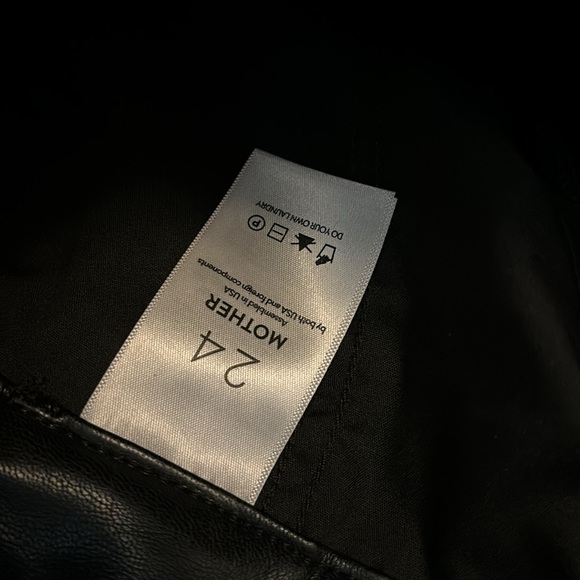 24
MOTHER
Assembled in USA
by both USA and foreign components
P
DO YOUR OWN LAUNDRY